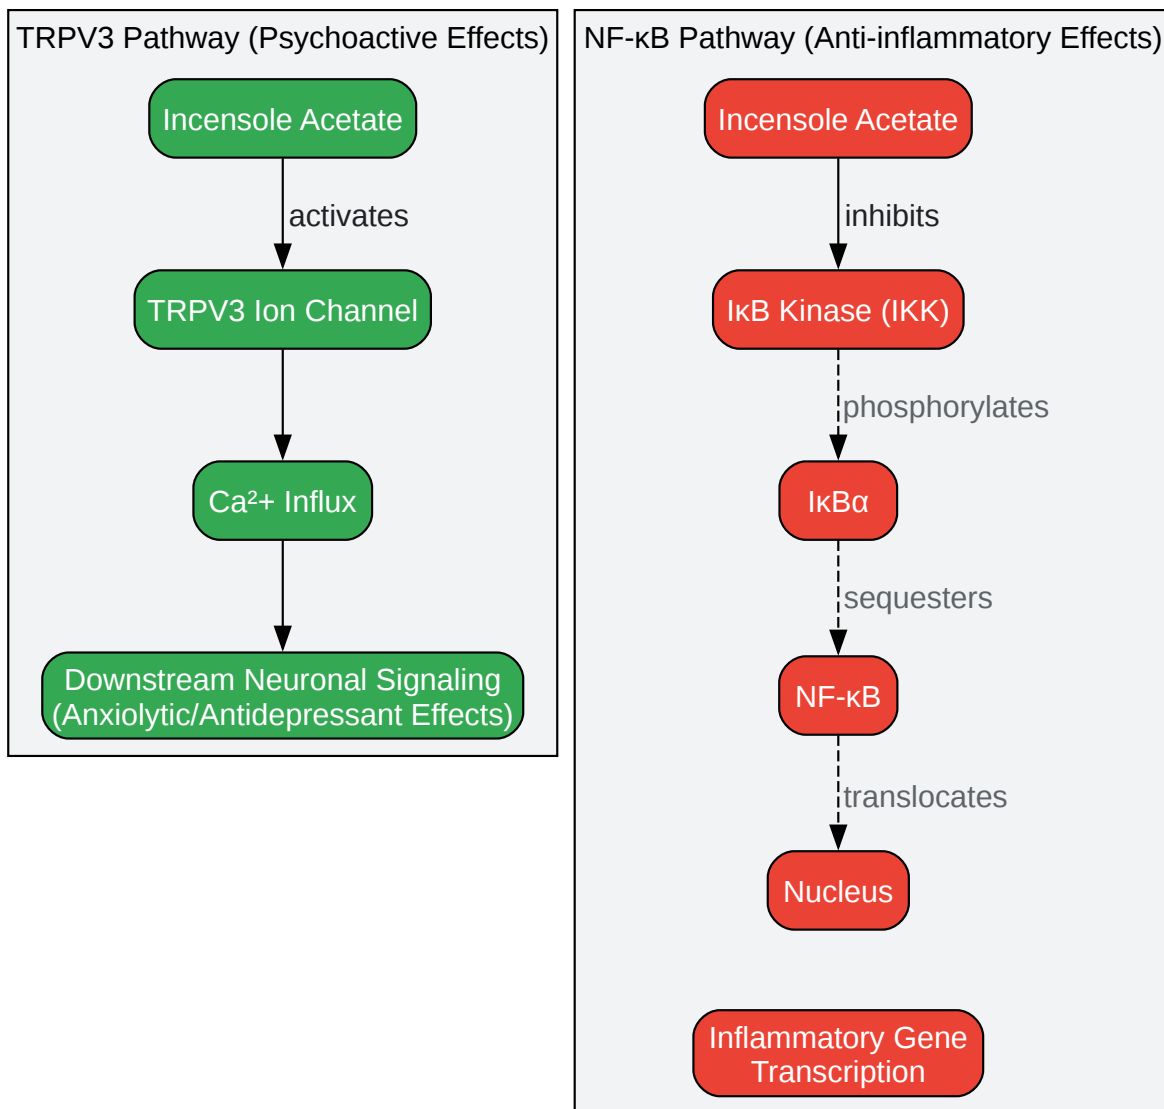 TRPV3 Pathway (Psychoactive Effects)
Incensole Acetate
activates
TRPV3 Ion Channel
Ca²+ Influx
Downstream Neuronal Signaling
(Anxiolytic/Antidepressant Effects)
NF-κB Pathway (Anti-inflammatory Effects)
Incensole Acetate
inhibits
IκB Kinase (IKK)
phosphorylates
IκBα
sequesters
NF-κB
translocates
Nucleus
Inflammatory Gene
Transcription